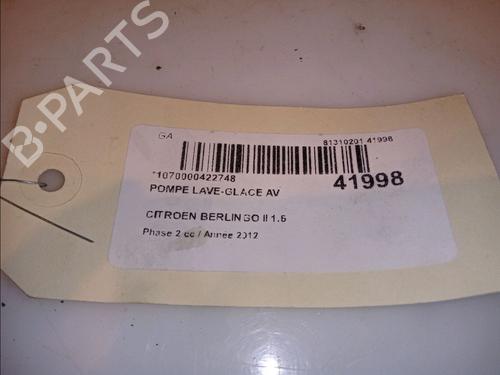 B-PARTS
GA
81310201 41998
*1070000422748
41998
POMPE LAVE-GLACE AV
CITROEN BERLINGO II 1.6
Phase 2 cc / Annee 2012